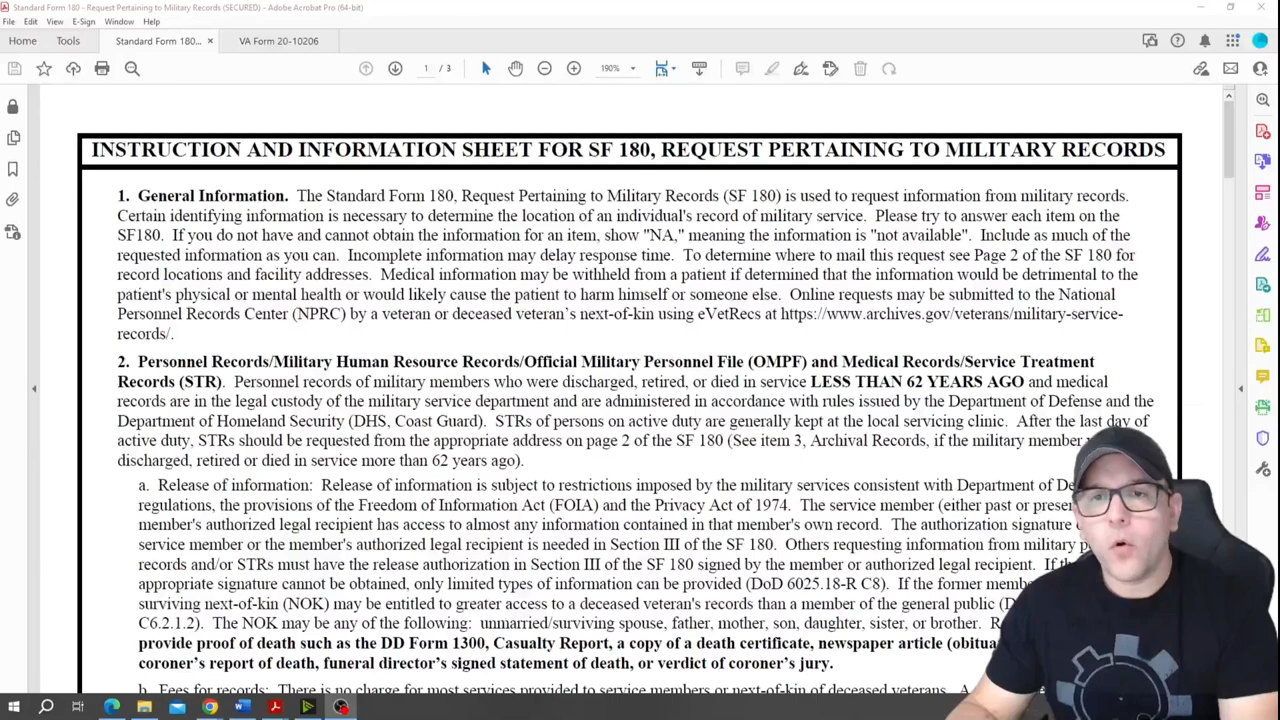 Standard Form 180 - Request Pertaining to Military Records (SECURED) - Adobe Acrobat Pro (64-bit)
File Edit View E-Sign Window Help
Home Tools Standard Form 180... × VA Form 20-10206
1 / 3 190%
INSTRUCTION AND INFORMATION SHEET FOR SF 180, REQUEST PERTAINING TO MILITARY RECORDS
1. General Information. The Standard Form 180, Request Pertaining to Military Records (SF 180) is used to request information from military records.
Certain identifying information is necessary to determine the location of an individual's record of military service. Please try to answer each item on the
SF180. If you do not have and cannot obtain the information for an item, show "NA," meaning the information is "not available". Include as much of the
requested information as you can. Incomplete information may delay response time. To determine where to mail this request see Page 2 of the SF 180 for
record locations and facility addresses. Medical information may be withheld from a patient if determined that the information would be detrimental to the
patient's physical or mental health or would likely cause the patient to harm himself or someone else. Online requests may be submitted to the National
Personnel Records Center (NPRC) by a veteran or deceased veteran's next-of-kin using eVetRecs at https://www.archives.gov/veterans/military-service-
records/.
2. Personnel Records/Military Human Resource Records/Official Military Personnel File (OMPF) and Medical Records/Service Treatment
Records (STR). Personnel records of military members who were discharged, retired, or died in service LESS THAN 62 YEARS AGO and medical
records are in the legal custody of the military service department and are administered in accordance with rules issued by the Department of Defense and the
Department of Homeland Security (DHS, Coast Guard). STRs of persons on active duty are generally kept at the local servicing clinic. After the last day of
active duty, STRs should be requested from the appropriate address on page 2 of the SF 180 (See item 3, Archival Records, if the military member
discharged, retired or died in service more than 62 years ago).
a. Release of information: Release of information is subject to restrictions imposed by the military services consistent with Department of De
regulations, the provisions of the Freedom of Information Act (FOIA) and the Privacy Act of 1974. The service member (either past or prese
member's authorized legal recipient has access to almost any information contained in that member's own record. The authorization signature
service member or the member's authorized legal recipient is needed in Section III of the SF 180. Others requesting information from military p
records and/or STRs must have the release authorization in Section III of the SF 180 signed by the member or authorized legal recipient. If th
appropriate signature cannot be obtained, only limited types of information can be provided (DoD 6025.18-R C8). If the former memb
surviving next-of-kin (NOK) may be entitled to greater access to a deceased veteran's records than a member of the general public (D
C6.2.1.2). The NOK may be any of the following: unmarried/surviving spouse, father, mother, son, daughter, sister, or brother. R
provide proof of death such as the DD Form 1300, Casualty Report, a copy of a death certificate, newspaper article (obitua
coroner's report of death, funeral director's signed statement of death, or verdict of coroner's jury.
b. Fees for records: There is no charge for most services provided to service members or next-of-kin of deceased veterans. A